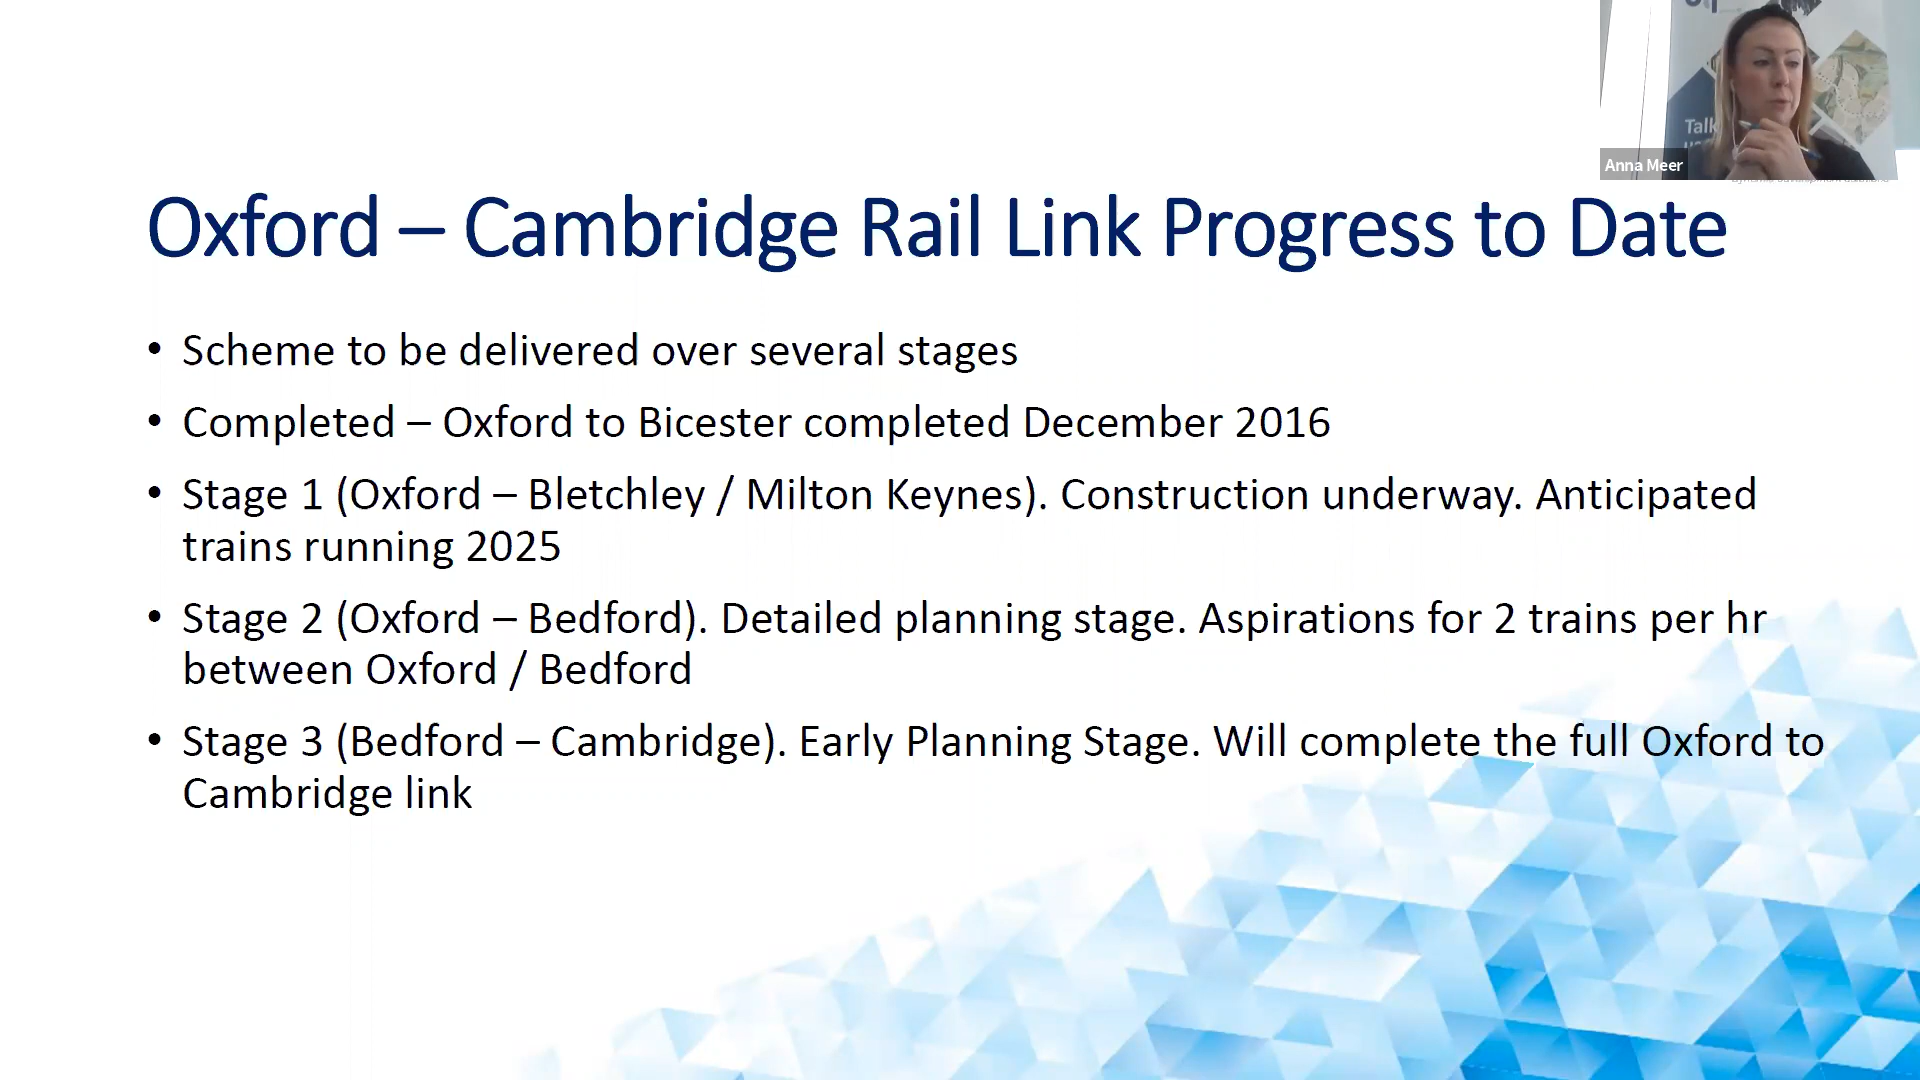 Talk
Anna Meer
Oxford – Cambridge Rail Link Progress to Date
• Scheme to be delivered over several stages
• Completed – Oxford to Bicester completed December 2016
• Stage 1 (Oxford – Bletchley / Milton Keynes). Construction underway. Anticipated
trains running 2025
• Stage 2 (Oxford – Bedford). Detailed planning stage. Aspirations for 2 trains per hr
between Oxford / Bedford
• Stage 3 (Bedford – Cambridge). Early Planning Stage. Will complete the full Oxford to
Cambridge link